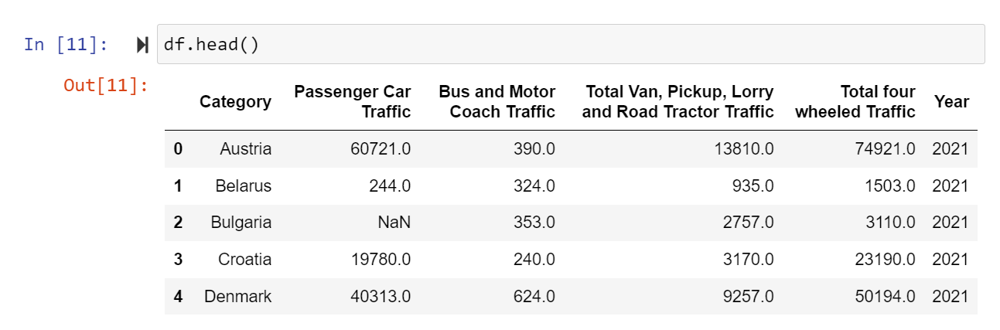 In [11]: df.head()
Out[11]:
Category Passenger Car Traffic Bus and Motor Coach Traffic Total Van, Pickup, Lorry and Road Tractor Traffic Total four wheeled Traffic Year
0 Austria 60721.0 390.0 13810.0 74921.0 2021
1 Belarus 244.0 324.0 935.0 1503.0 2021
2 Bulgaria NaN 353.0 2757.0 3110.0 2021
3 Croatia 19780.0 240.0 3170.0 23190.0 2021
4 Denmark 40313.0 624.0 9257.0 50194.0 2021